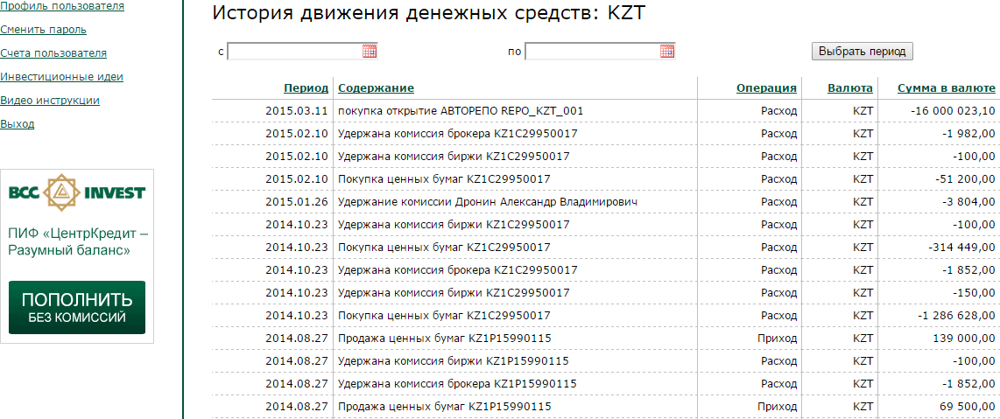 Профиль пользователя
Сменить пароль
Счета пользователя
Инвестиционные идеи
Видео инструкции
Выход
BCC INVEST
ПИФ «ЦентрКредит –
Разумный баланс»
ПОПОЛНИТЬ
БЕЗ КОМИССИЙ
История движения денежных средств: KZT
с по Выбрать период
Период Содержание Операция Валюта Сумма в валюте
2015.03.11 покупка открытие АВТОРЕПО REPO_KZT_001 Расход KZT -16 000 023,10
2015.02.10 Удержана комиссия брокера KZ1C29950017 Расход KZT -1 982,00
2015.02.10 Удержана комиссия биржи KZ1C29950017 Расход KZT -100,00
2015.02.10 Покупка ценных бумаг KZ1C29950017 Расход KZT -51 200,00
2015.01.26 Удержание комиссии Дронин Александр Владимирович Расход KZT -3 804,00
2014.10.23 Удержана комиссия биржи KZ1C29950017 Расход KZT -100,00
2014.10.23 Покупка ценных бумаг KZ1C29950017 Расход KZT -314 449,00
2014.10.23 Удержана комиссия брокера KZ1C29950017 Расход KZT -1 852,00
2014.10.23 Удержана комиссия биржи KZ1C29950017 Расход KZT -150,00
2014.10.23 Покупка ценных бумаг KZ1C29950017 Расход KZT -1 286 628,00
2014.08.27 Продажа ценных бумаг KZ1P15990115 Приход KZT 139 000,00
2014.08.27 Удержана комиссия биржи KZ1P15990115 Расход KZT -100,00
2014.08.27 Удержана комиссия брокера KZ1P15990115 Расход KZT -1 852,00
2014.08.27 Продажа ценных бумаг KZ1P15990115 Приход KZT 69 500,00